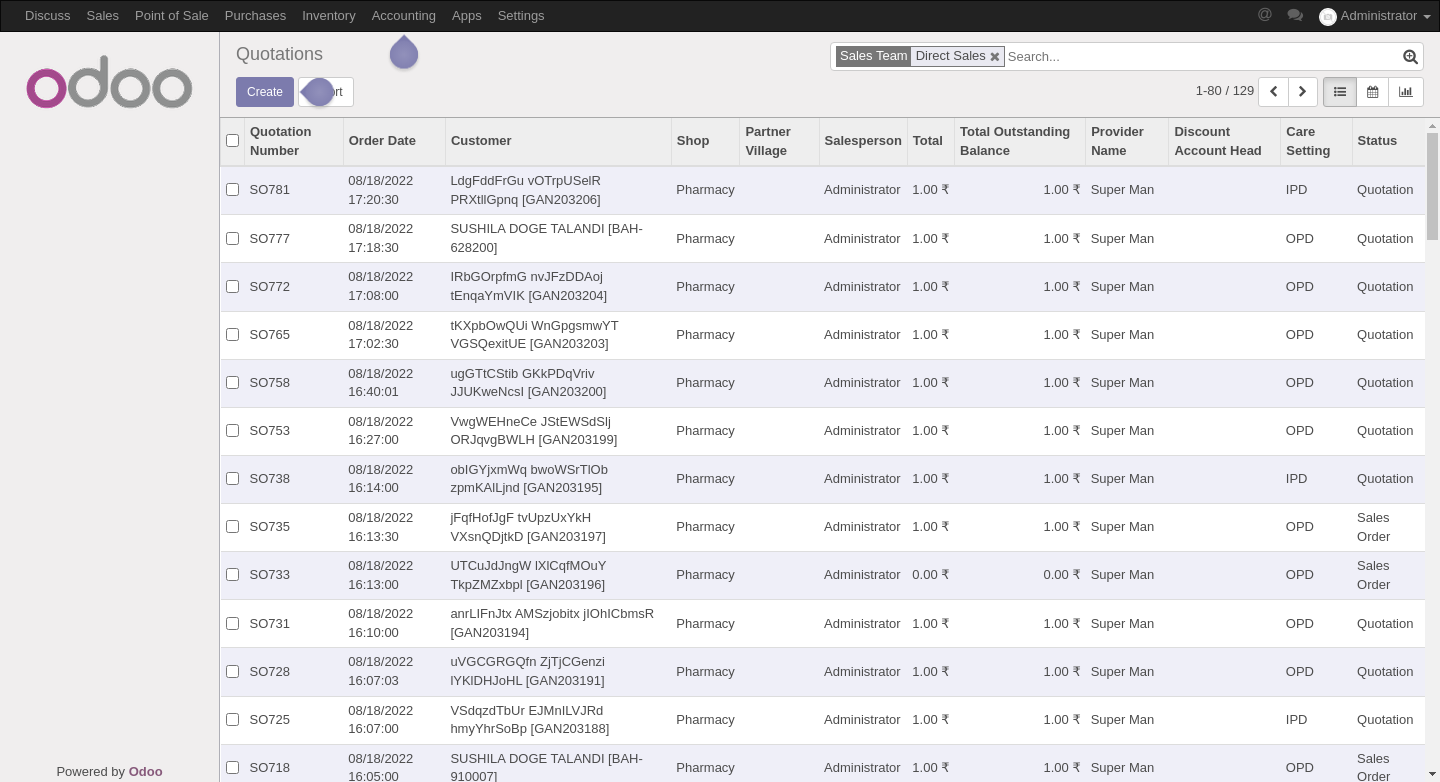 Discuss Sales Point of Sale Purchases Inventory Accounting Apps Settings @ Administrator
odoo
Quotations
Sales Team Direct Sales ✖ Search...
Create
1-80 / 129
Quotation Number Order Date Customer Shop Partner Village Salesperson Total Total Outstanding Balance Provider Name Discount Account Head Care Setting Status
SO781 08/18/2022 17:20:30 LdgFddFrGu vOTrpUSelR PRXtllGpnq [GAN203206] Pharmacy Administrator 1.00 ₹ 1.00 ₹ Super Man IPD Quotation
SO777 08/18/2022 17:18:30 SUSHILA DOGE TALANDI [BAH-628200] Pharmacy Administrator 1.00 ₹ 1.00 ₹ Super Man OPD Quotation
SO772 08/18/2022 17:08:00 IRbGOrpfmG nvJFzDDAoj tEnqaYmVIK [GAN203204] Pharmacy Administrator 1.00 ₹ 1.00 ₹ Super Man OPD Quotation
SO765 08/18/2022 17:02:30 tKXpbOwQUi WnGpgsmwYT VGSQexitUE [GAN203203] Pharmacy Administrator 1.00 ₹ 1.00 ₹ Super Man OPD Quotation
SO758 08/18/2022 16:40:01 ugGTtCStib GKkPDqVriv JJUKweNcsI [GAN203200] Pharmacy Administrator 1.00 ₹ 1.00 ₹ Super Man OPD Quotation
SO753 08/18/2022 16:27:00 VwgWEHneCe JStEWSdSlj ORJqvgBWLH [GAN203199] Pharmacy Administrator 1.00 ₹ 1.00 ₹ Super Man OPD Quotation
SO738 08/18/2022 16:14:00 obIGYjxmWq bwoWSrTlOb zpmKAlLjnd [GAN203195] Pharmacy Administrator 1.00 ₹ 1.00 ₹ Super Man IPD Quotation
SO735 08/18/2022 16:13:30 jFqfHofJgF tvUpzUxYkH VXsnQDjtkD [GAN203197] Pharmacy Administrator 1.00 ₹ 1.00 ₹ Super Man OPD Sales Order
SO733 08/18/2022 16:13:00 UTCuJdJngW lXlCqfMOuY TkpZMZxbpl [GAN203196] Pharmacy Administrator 0.00 ₹ 0.00 ₹ Super Man OPD Sales Order
SO731 08/18/2022 16:10:00 anrLIFnJtx AMSzjobitx jIOhICbmsR [GAN203194] Pharmacy Administrator 1.00 ₹ 1.00 ₹ Super Man OPD Quotation
SO728 08/18/2022 16:07:03 uVGCGRGQfn ZjTjCGenzi lYKlDHJoHL [GAN203191] Pharmacy Administrator 1.00 ₹ 1.00 ₹ Super Man OPD Quotation
SO725 08/18/2022 16:07:00 VSdqzdTbUr EJMnILVJRd hmyYhrSoBp [GAN203188] Pharmacy Administrator 1.00 ₹ 1.00 ₹ Super Man IPD Quotation
SO718 08/18/2022 16:05:00 SUSHILA DOGE TALANDI [BAH-910007] Pharmacy Administrator 1.00 ₹ 1.00 ₹ Super Man OPD Sales Order
Powered by Odoo